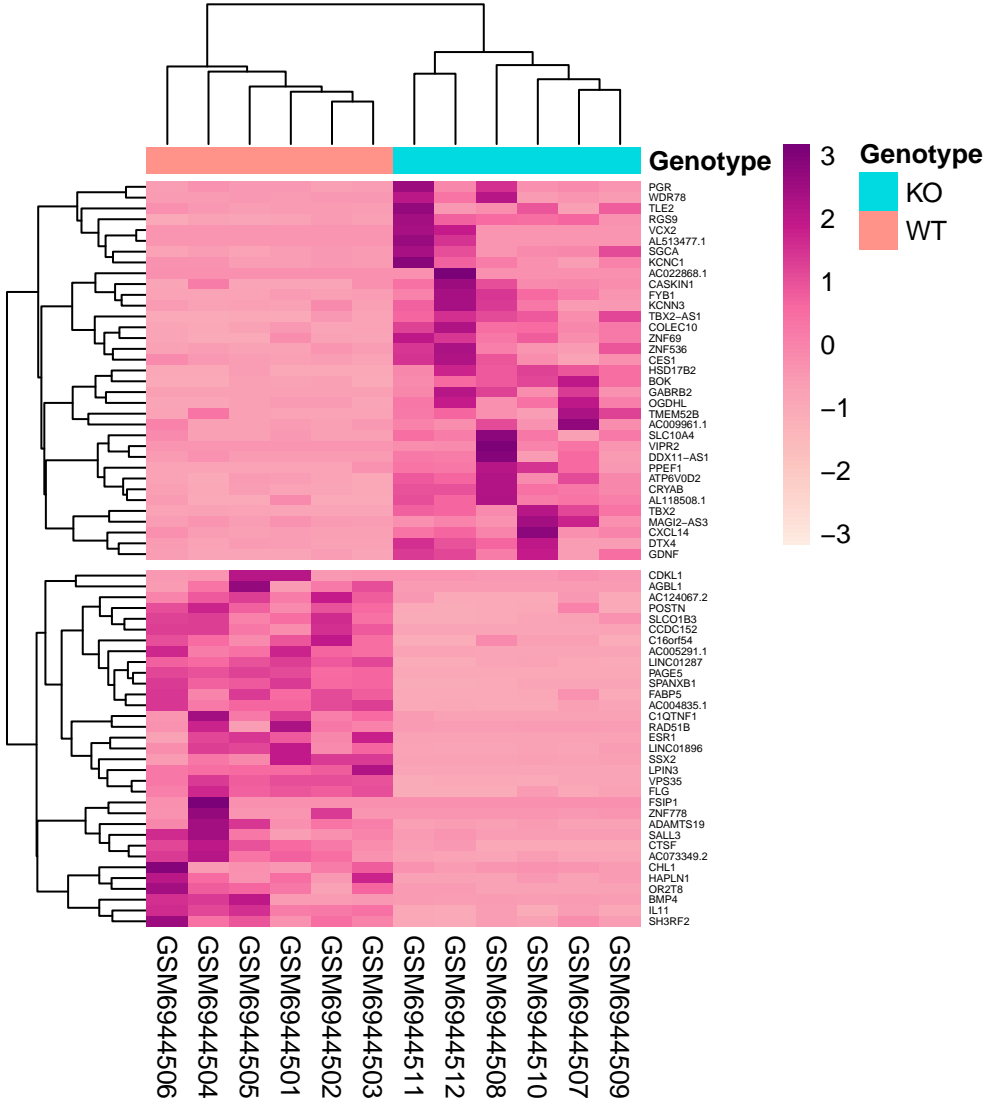 Genotype
PGR
WDR78
TLE2
RGS9
VCX2
AL513477.1
SGCA
KCNC1
AC022868.1
CASKIN1
FYB1
KCNN3
TBX2−AS1
COLEC10
ZNF69
ZNF536
CES1
HSD17B2
BOK
GABRB2
OGDHL
TMEM52B
AC009961.1
SLC10A4
VIPR2
DDX11−AS1
PPEF1
ATP6V0D2
CRYAB
AL118508.1
TBX2
MAGI2−AS3
CXCL14
DTX4
GDNF
CDKL1
AGBL1
AC124067.2
POSTN
SLCO1B3
CCDC152
C16orf54
AC005291.1
LINC01287
PAGE5
SPANXB1
FABP5
AC004835.1
C1QTNF1
RAD51B
ESR1
LINC01896
SSX2
LPIN3
VPS35
FLG
FSIP1
ZNF778
ADAMTS19
SALL3
CTSF
AC073349.2
CHL1
HAPLN1
OR2T8
BMP4
IL11
SH3RF2
GSM6944506
GSM6944504
GSM6944505
GSM6944501
GSM6944502
GSM6944503
GSM6944511
GSM6944512
GSM6944508
GSM6944510
GSM6944507
GSM6944509
3
2
1
0
−1
−2
−3
Genotype
KO
WT